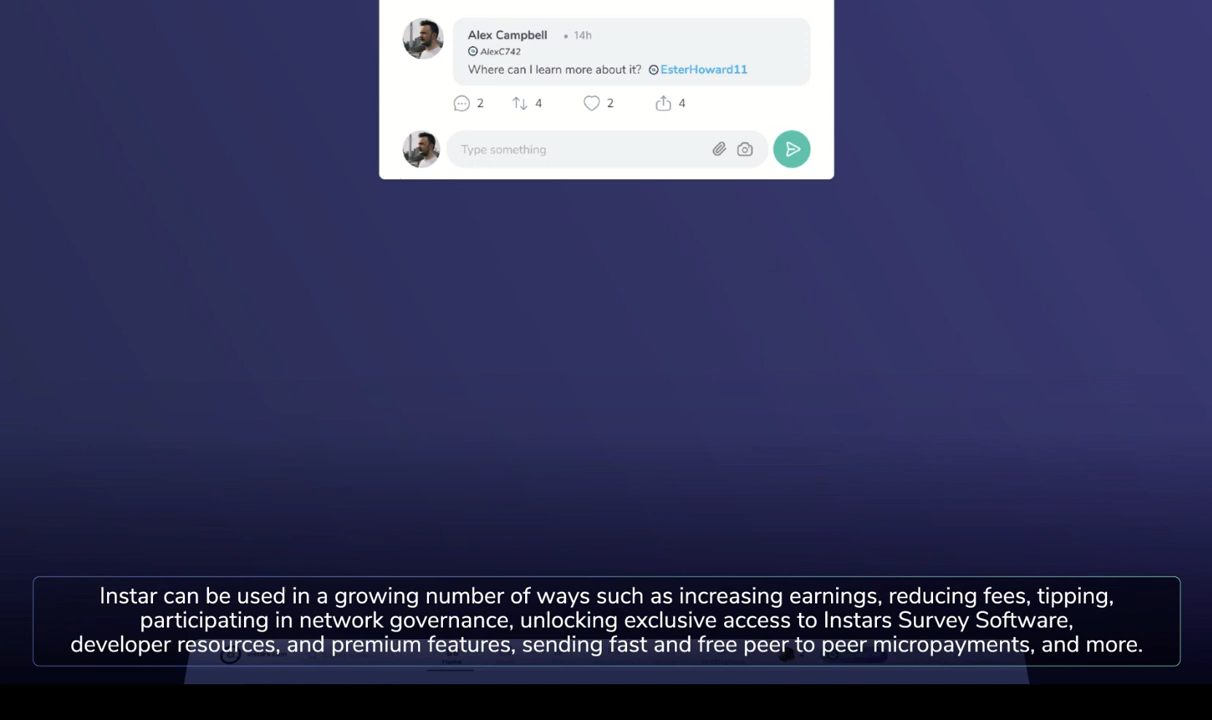 Alex Campbell • 14h
AlexC742
Where can I learn more about it? EsterHoward11
2 4 2 4
Type something
Instar can be used in a growing number of ways such as increasing earnings, reducing fees, tipping,
participating in network governance, unlocking exclusive access to Instars Survey Software,
developer resources, and premium features, sending fast and free peer to peer micropayments, and more.
Home